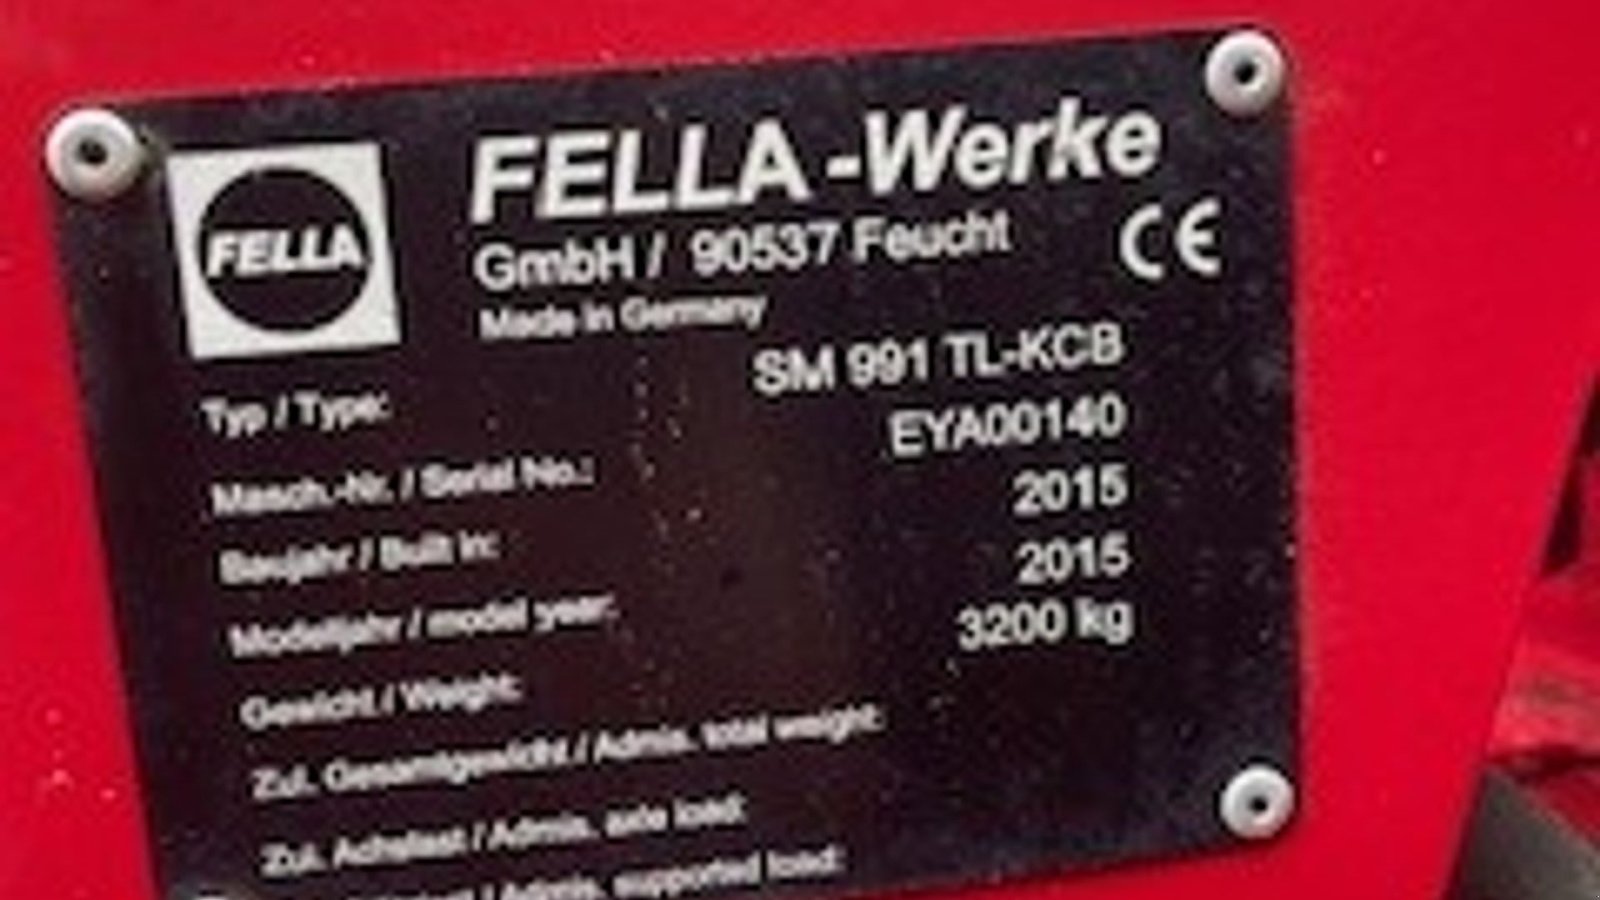 FELLA
FELLA-Werke
GmbH / 90537 Feucht
CE
Made in Germany
Typ / Type: SM 991 TL-KCB
Masch.-Nr. / Serial No.: EYA00140
Baujahr / Built in: 2015
Modelljahr / model year: 2015
Gewicht / Weight: 3200 kg
Zul. Gesamtgewicht / Admis. total weight:
Zul. Achslast / Admis. axle load:
/ Admis. supported load: